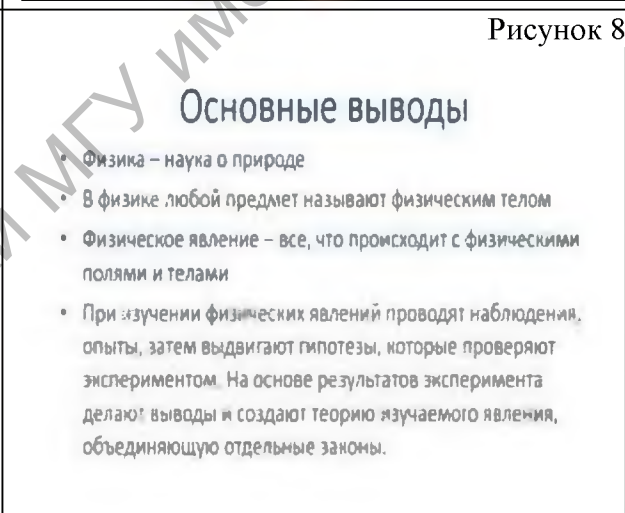 Рисунок 8
МГУ
Основные выводы
• Физика – наука о природе
• В физике любой предмет называют физическим телом
• Физическое явление – все, что происходит с физическими
полями и телами
• При изучении физических явлений проводят наблюдения,
опыты, затем выдвигают гипотезы, которые проверяют
экспериментом. На основе результатов эксперимента
делают выводы и создают теорию изучаемого явления,
объединяющую отдельные законы.